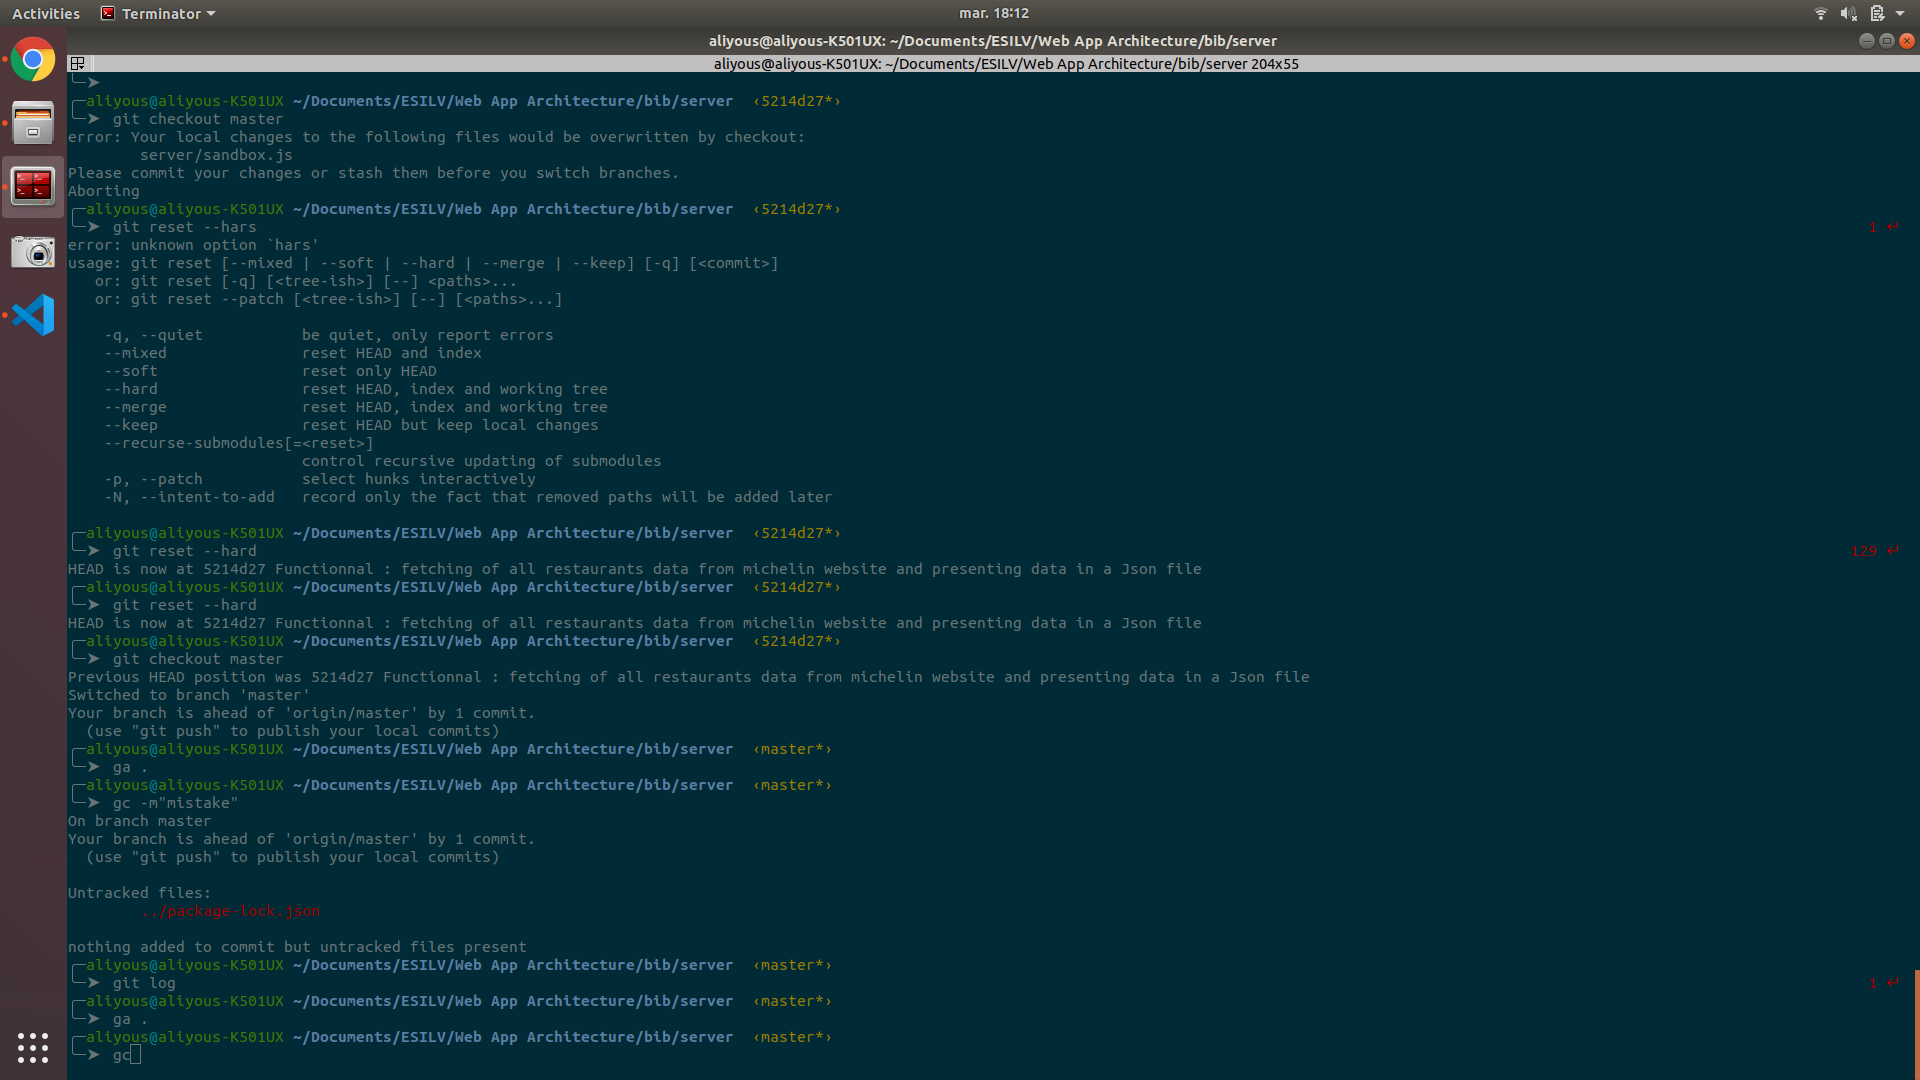 Activities
Terminator
mar. 18:12
aliyous@aliyous-K501UX: ~/Documents/ESILV/Web App Architecture/bib/server
aliyous@aliyous-K501UX: ~/Documents/ESILV/Web App Architecture/bib/server 204x55
╰─➤
╭─aliyous@aliyous-K501UX ~/Documents/ESILV/Web App Architecture/bib/server ‹5214d27*›
╰─➤ git checkout master
error: Your local changes to the following files would be overwritten by checkout:
server/sandbox.js
Please commit your changes or stash them before you switch branches.
Aborting
╭─aliyous@aliyous-K501UX ~/Documents/ESILV/Web App Architecture/bib/server ‹5214d27*›
╰─➤ git reset --hars 1 ↵
error: unknown option `hars'
usage: git reset [--mixed | --soft | --hard | --merge | --keep] [-q] [<commit>]
or: git reset [-q] [<tree-ish>] [--] <paths>...
or: git reset --patch [<tree-ish>] [--] [<paths>...]
-q, --quiet be quiet, only report errors
--mixed reset HEAD and index
--soft reset only HEAD
--hard reset HEAD, index and working tree
--merge reset HEAD, index and working tree
--keep reset HEAD but keep local changes
--recurse-submodules[=<reset>]
control recursive updating of submodules
-p, --patch select hunks interactively
-N, --intent-to-add record only the fact that removed paths will be added later
╭─aliyous@aliyous-K501UX ~/Documents/ESILV/Web App Architecture/bib/server ‹5214d27*›
╰─➤ git reset --hard 129 ↵
HEAD is now at 5214d27 Functionnal : fetching of all restaurants data from michelin website and presenting data in a Json file
╭─aliyous@aliyous-K501UX ~/Documents/ESILV/Web App Architecture/bib/server ‹5214d27*›
╰─➤ git reset --hard
HEAD is now at 5214d27 Functionnal : fetching of all restaurants data from michelin website and presenting data in a Json file
╭─aliyous@aliyous-K501UX ~/Documents/ESILV/Web App Architecture/bib/server ‹5214d27*›
╰─➤ git checkout master
Previous HEAD position was 5214d27 Functionnal : fetching of all restaurants data from michelin website and presenting data in a Json file
Switched to branch 'master'
Your branch is ahead of 'origin/master' by 1 commit.
(use "git push" to publish your local commits)
╭─aliyous@aliyous-K501UX ~/Documents/ESILV/Web App Architecture/bib/server ‹master*›
╰─➤ ga .
╭─aliyous@aliyous-K501UX ~/Documents/ESILV/Web App Architecture/bib/server ‹master*›
╰─➤ gc -m"mistake"
On branch master
Your branch is ahead of 'origin/master' by 1 commit.
(use "git push" to publish your local commits)
Untracked files:
../package-lock.json
nothing added to commit but untracked files present
╭─aliyous@aliyous-K501UX ~/Documents/ESILV/Web App Architecture/bib/server ‹master*›
╰─➤ git log 1 ↵
╭─aliyous@aliyous-K501UX ~/Documents/ESILV/Web App Architecture/bib/server ‹master*›
╰─➤ ga .
╭─aliyous@aliyous-K501UX ~/Documents/ESILV/Web App Architecture/bib/server ‹master*›
╰─➤ gc